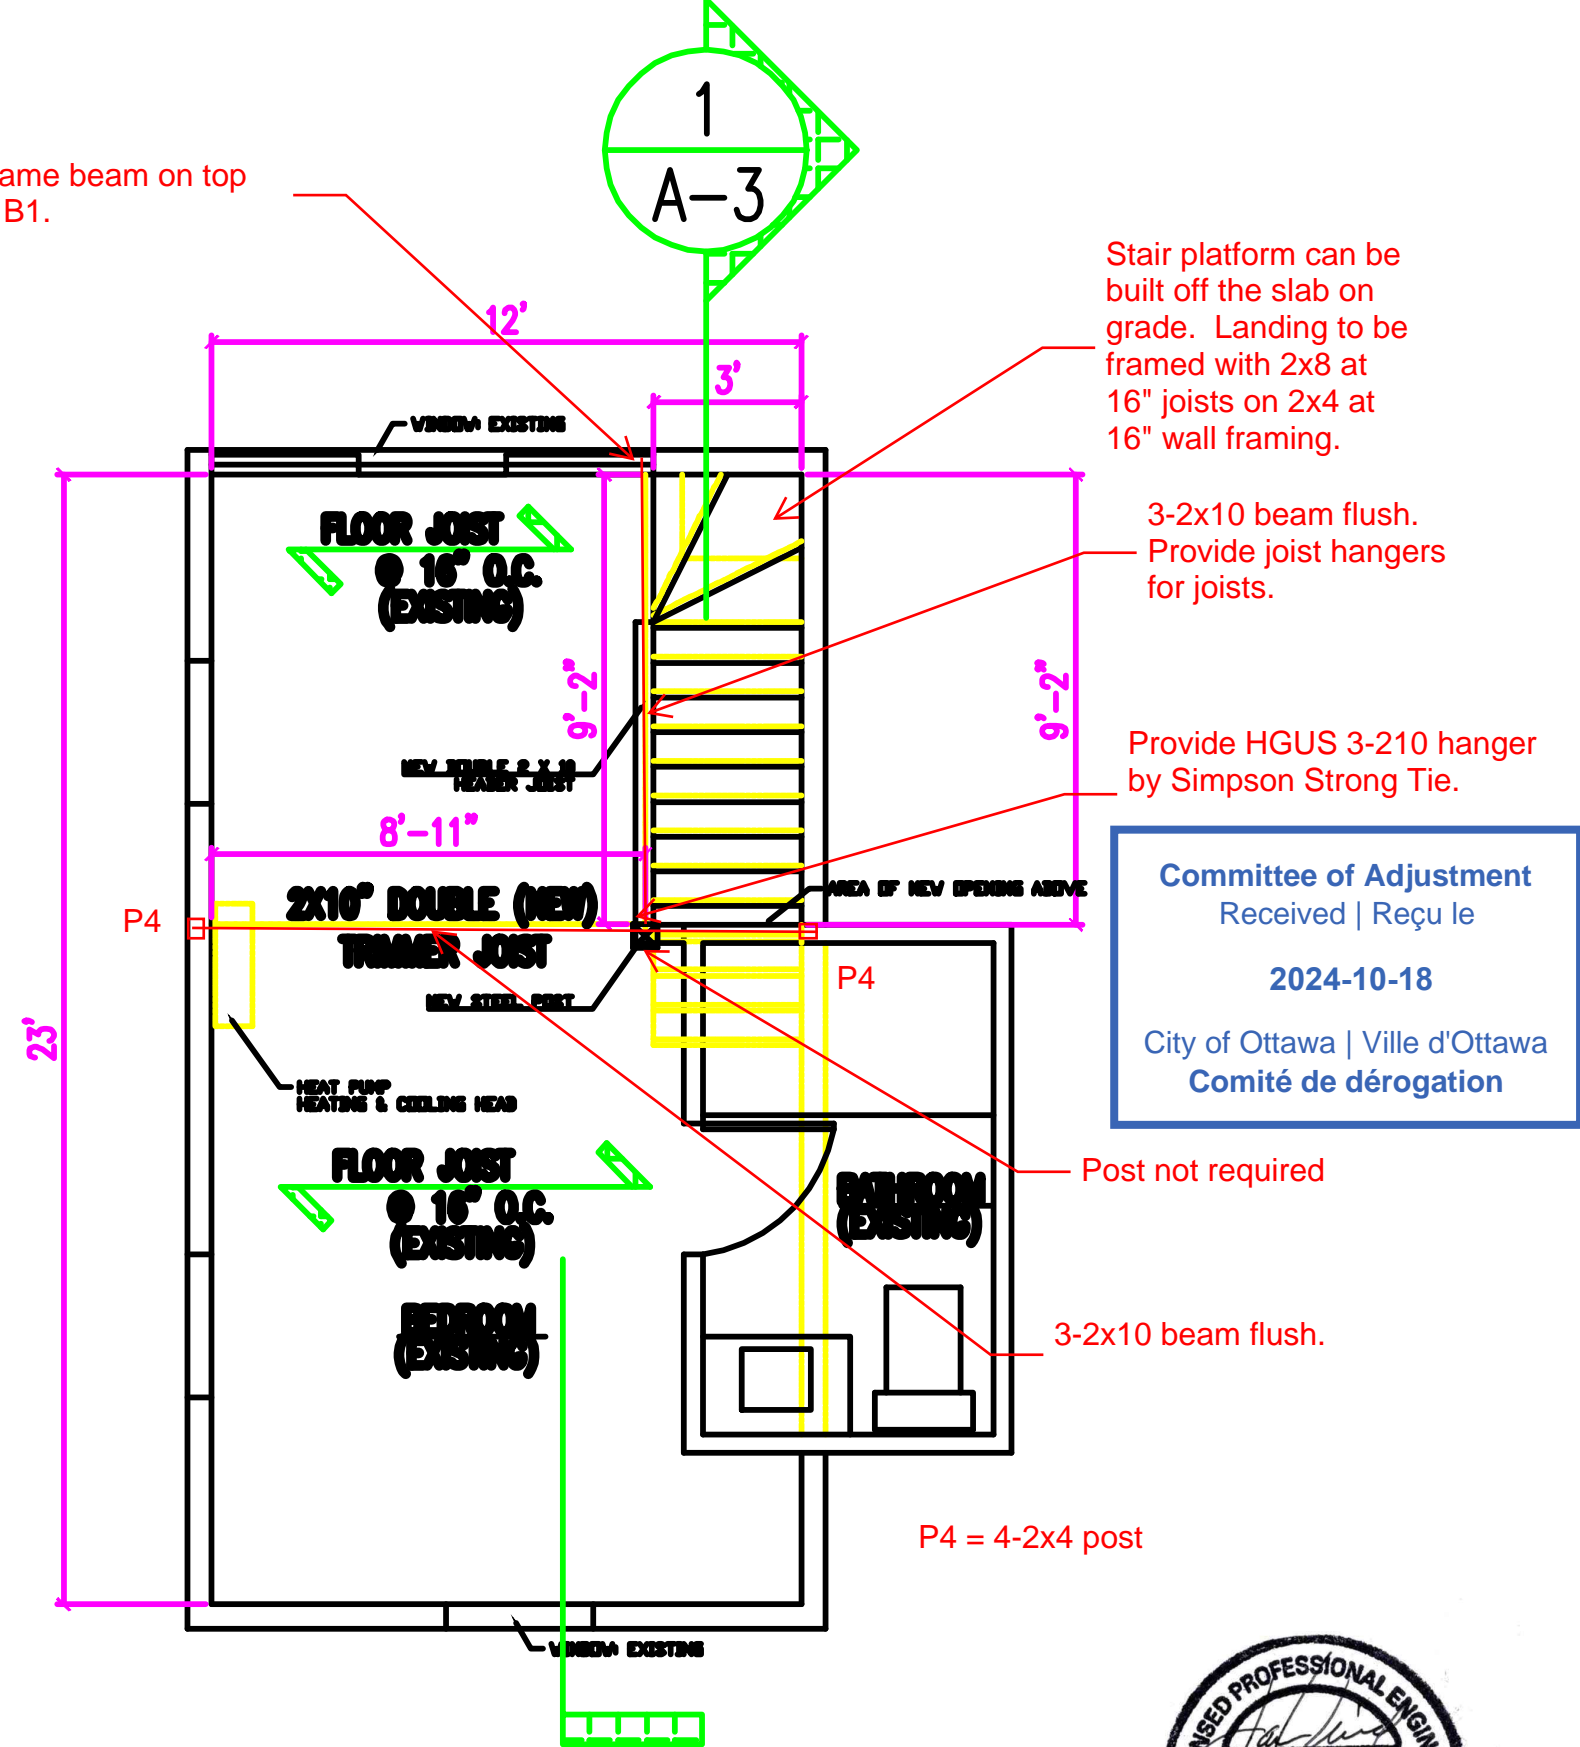 1
A-3
ame beam on top
B1.
Stair platform can be
built off the slab on
grade. Landing to be
framed with 2x8 at
16" joists on 2x4 at
16" wall framing.
12'
3'
WINDOW: EXISTING
3-2x10 beam flush.
Provide joist hangers
for joists.
FLOOR JOIST
@ 16" O.C.
(EXISTING)
9'-2"
9'-2"
Provide HGUS 3-210 hanger
by Simpson Strong Tie.
NEW DOUBLE 2 X 10
HEADER JOIST
8'-11"
Committee of Adjustment
Received | Reçu le
2024-10-18
City of Ottawa | Ville d'Ottawa
Comité de dérogation
AREA OF NEW OPENING ABOVE
2X10" DOUBLE (NEW)
TRIMMER JOIST
P4
P4
NEW STEEL POST
23'
HEAT PUMP
HEATING & COOLING HEAD
Post not required
FLOOR JOIST
@ 16" O.C.
(EXISTING)
BATHROOM
(EXISTING)
BEDROOM
(EXISTING)
3-2x10 beam flush.
P4 = 4-2x4 post
WINDOW: EXISTING
NSED PROFESSIONAL ENGIN